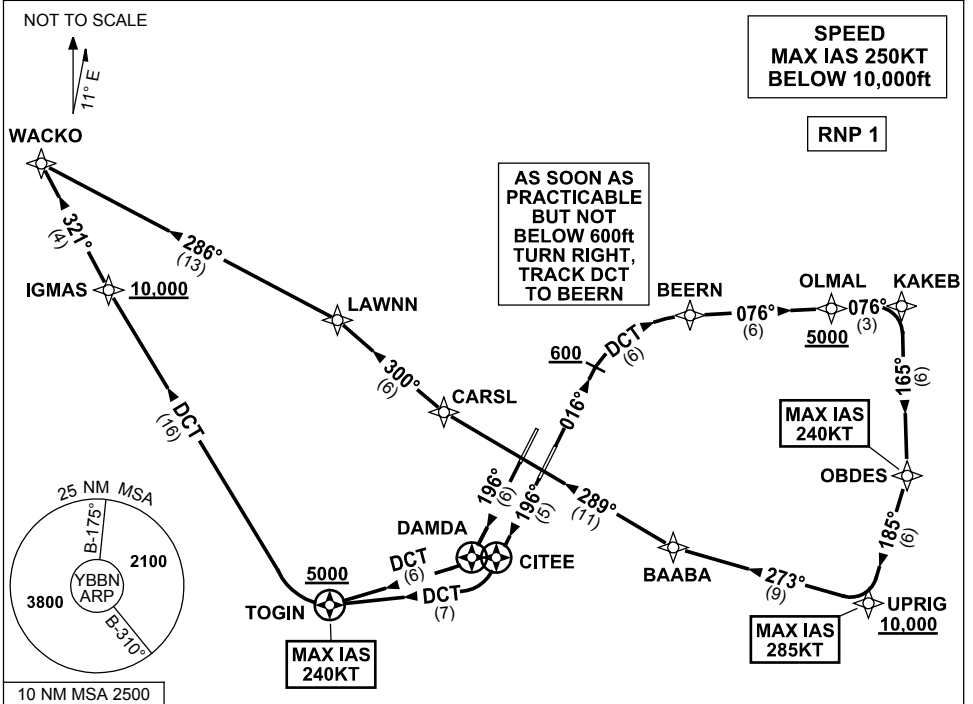 NOT TO SCALE
11° E
SPEED
MAX IAS 250KT
BELOW 10,000ft
RNP 1
WACKO
321°
(4)
286°
(13)
IGMAS
10,000
LAWNN
AS SOON AS
PRACTICABLE
BUT NOT
BELOW 600ft
TURN RIGHT,
TRACK DCT
TO BEERN
BEERN
076°
(6)
OLMAL
5000
076°
(3)
KAKEB
600
DCT
(6)
016°
165°
(6)
300°
(6)
CARSL
DCT
(16)
MAX IAS
240KT
OBDES
196°
(6)
196°
(5)
289°
(11)
185°
(6)
DAMDA
CITEE
DCT
(6)
DCT
(7)
BAABA
273°
(9)
UPRIG
10,000
MAX IAS
285KT
5000
TOGIN
MAX IAS
240KT
25 NM MSA
B-175°
2100
3800
YBBN
ARP
B-310°
10 NM MSA 2500